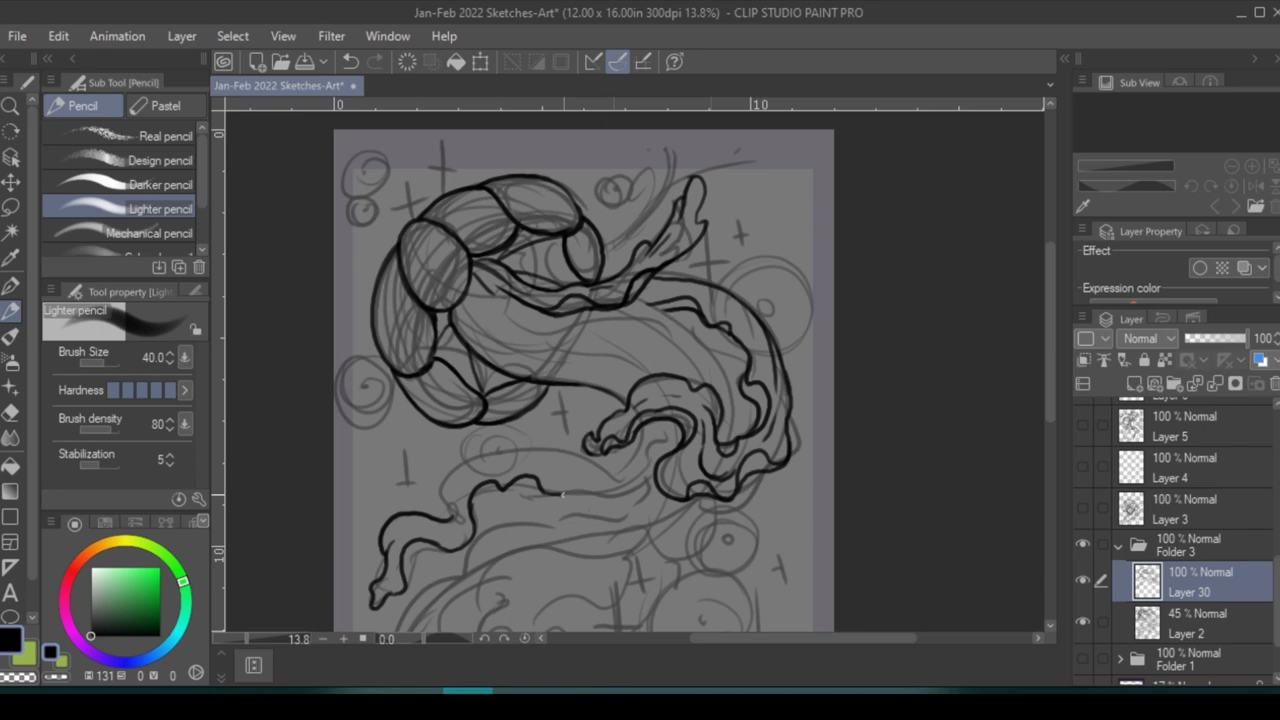 Jan-Feb 2022 Sketches-Art* (12.00 x 16.00in 300dpi 13.8%) - CLIP STUDIO PAINT PRO
File Edit Animation Layer Select View Filter Window Help
Sub Tool [Pencil]
Jan-Feb 2022 Sketches-Art*
Sub View
Pencil Pastel
0 10
Real pencil
Design pencil
Darker pencil
Lighter pencil
Mechanical pencil
Tool property [Light
Lighter pencil
Brush Size 40.0
Hardness
Brush density 80
Stabilization 5
Layer Property
Effect
Expression color
Layer
Normal 100
100 % Normal
Layer 5
100 % Normal
Layer 4
100 % Normal
Layer 3
100 % Normal
Folder 3
100 % Normal
Layer 30
45 % Normal
Layer 2
100 % Normal
Folder 1
0
10
13.8 0.0
H 131 S 0 V 0